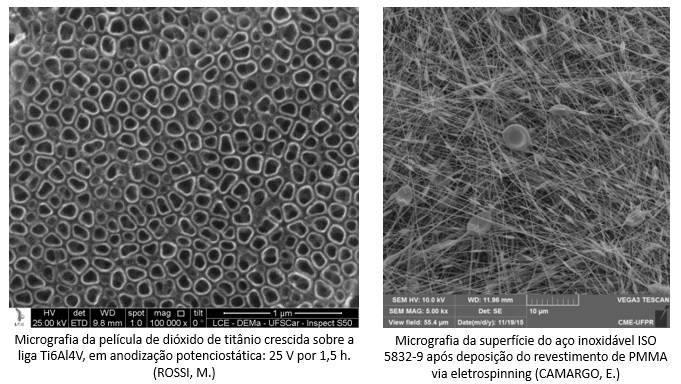 HV det WD spot mag □ tilt 1 µm
25.00 kV ETD 9.8 mm 1.0 100 000 x 0 ° LCE - DEMa - UFSCar - Inspect S50
Micrografia da película de dióxido de titânio crescida sobre a
liga Ti6Al4V, em anodização potenciostática: 25 V por 1,5 h.
(ROSSI, M.)
SEM HV: 10.0 kV WD: 11.96 mm VEGA3 TESCAN
SEM MAG: 5.00 kx Det: SE 10 µm
View field: 55.4 µm Date(m/d/y): 11/19/15 CME-UFPR
Micrografia da superfície do aço inoxidável ISO
5832-9 após deposição do revestimento de PMMA
via eletrospinning (CAMARGO, E.)